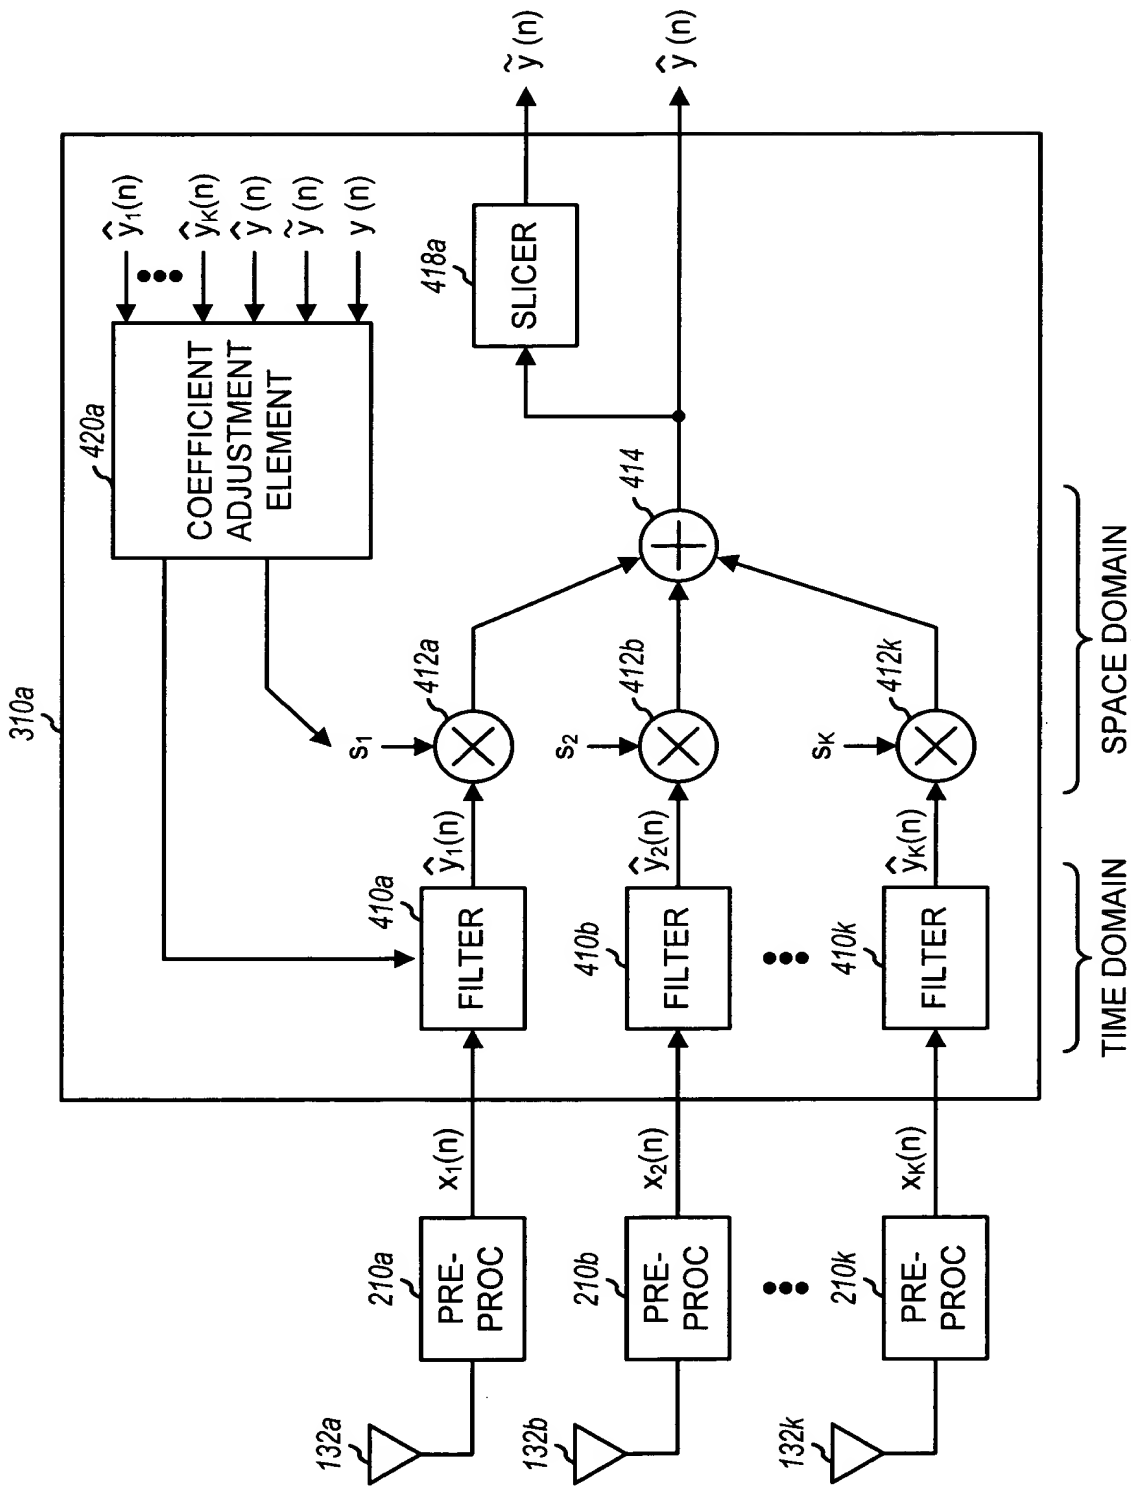 310a
420a
COEFFICIENT
ADJUSTMENT
ELEMENT
ŷ₁(n)
•••
ŷK(n)
ŷ (n)
ỹ (n)
y (n)
132a
210a
PRE-
PROC
x₁(n)
410a
FILTER
ŷ₁(n)
s₁
412a
418a
SLICER
ỹ (n)
132b
210b
PRE-
PROC
x₂(n)
410b
FILTER
ŷ₂(n)
s₂
412b
414
ŷ (n)
•••
•••
132k
210k
PRE-
PROC
xK(n)
410k
FILTER
ŷK(n)
sK
412k
TIME DOMAIN
SPACE DOMAIN